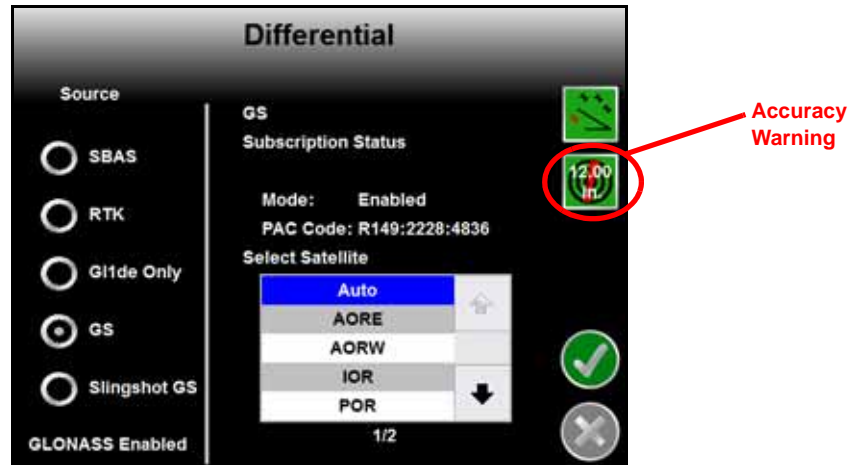 Differential
Source
SBAS
RTK
Gl1de Only
GS
Slingshot GS
GLONASS Enabled
GS
Subscription Status
Mode: Enabled
PAC Code: R149:2228:4836
Select Satellite
Auto
AORE
AORW
IOR
POR
1/2
12.00
in.
Accuracy
Warning